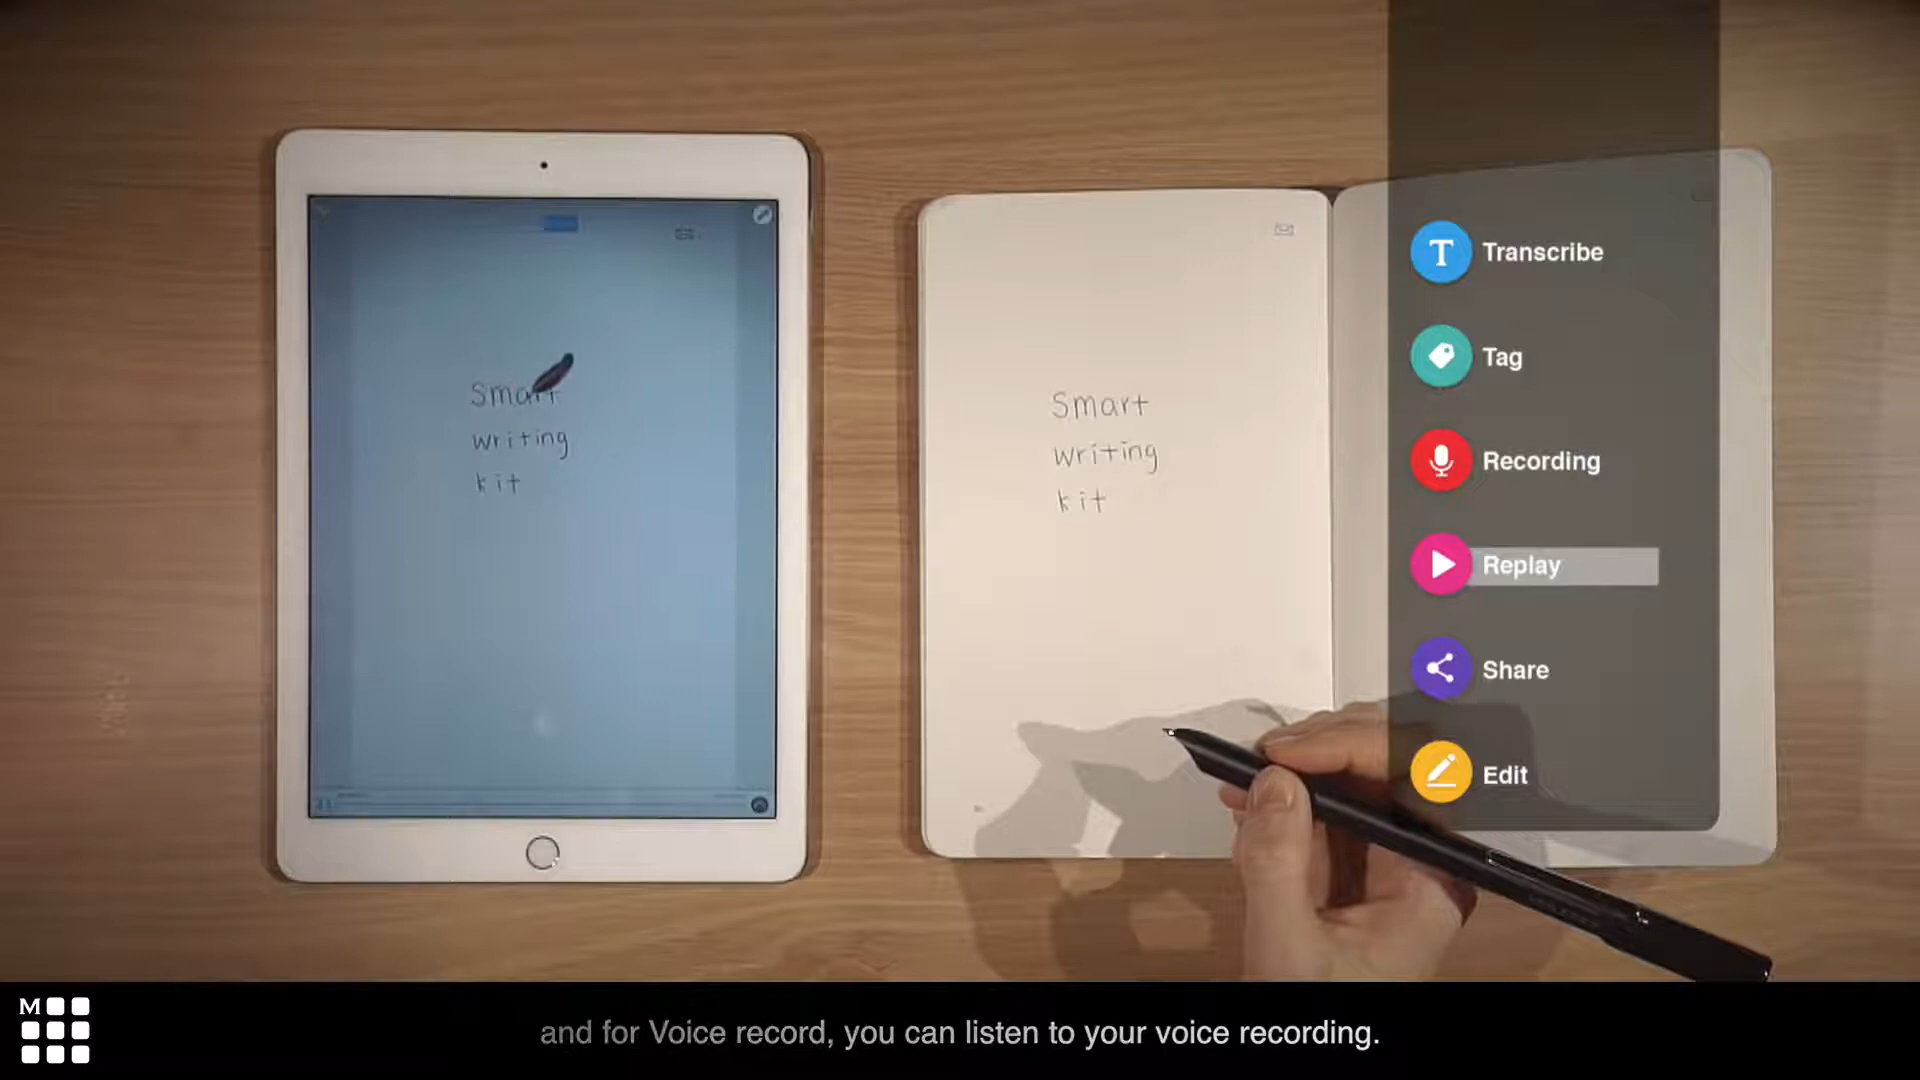 Smart
writing
kit
Smart
writing
kit
T Transcribe
Tag
Recording
Replay
Share
Edit
M
and for Voice record, you can listen to your voice recording.